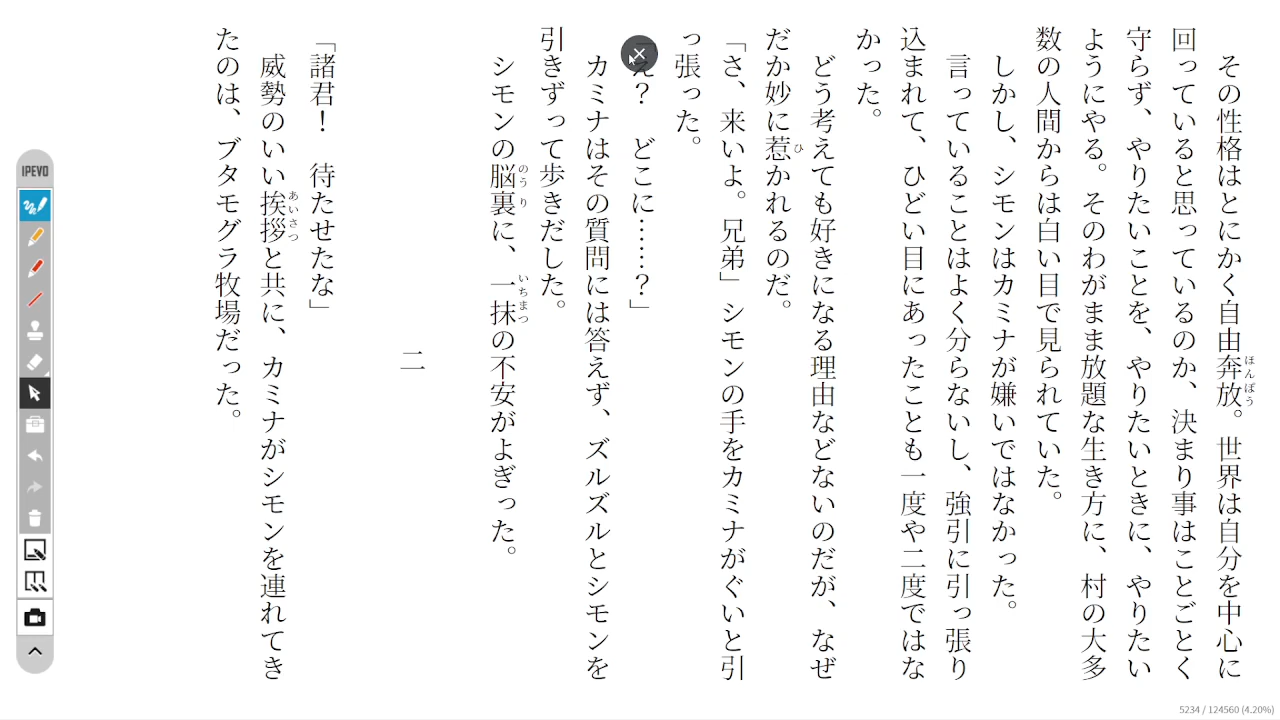 その性格はとにかく自由奔放。世界は自分を中心に
回っていると思っているのか、決まり事はことごとく
守らず、やりたいことを、やりたいときに、やりたい
ようにやる。そのわがまま放題な生き方に、村の大多
数の人間からは白い目で見られていた。
しかし、シモンはカミナが嫌いではなかった。
言っていることはよく分らないし、強引に引っ張り
込まれて、ひどい目にあったことも一度や二度ではな
かった。
どう考えても好きになる理由などないのだが、なぜ
だか妙に惹かれるのだ。
「さ、来いよ。兄弟」シモンの手をカミナがぐいと引
っ張った。
「え？　どこに……？」
カミナはその質問には答えず、ズルズルとシモンを
引きずって歩きだした。
シモンの脳裏に、一抹の不安がよぎった。
二
「諸君！　待たせたな」
威勢のいい挨拶と共に、カミナがシモンを連れてき
たのは、ブタモグラ牧場だった。
ほんぽう
ひ
のうり
いちまつ
あいさつ
IPEVO
5234 / 124560 (4.20%)